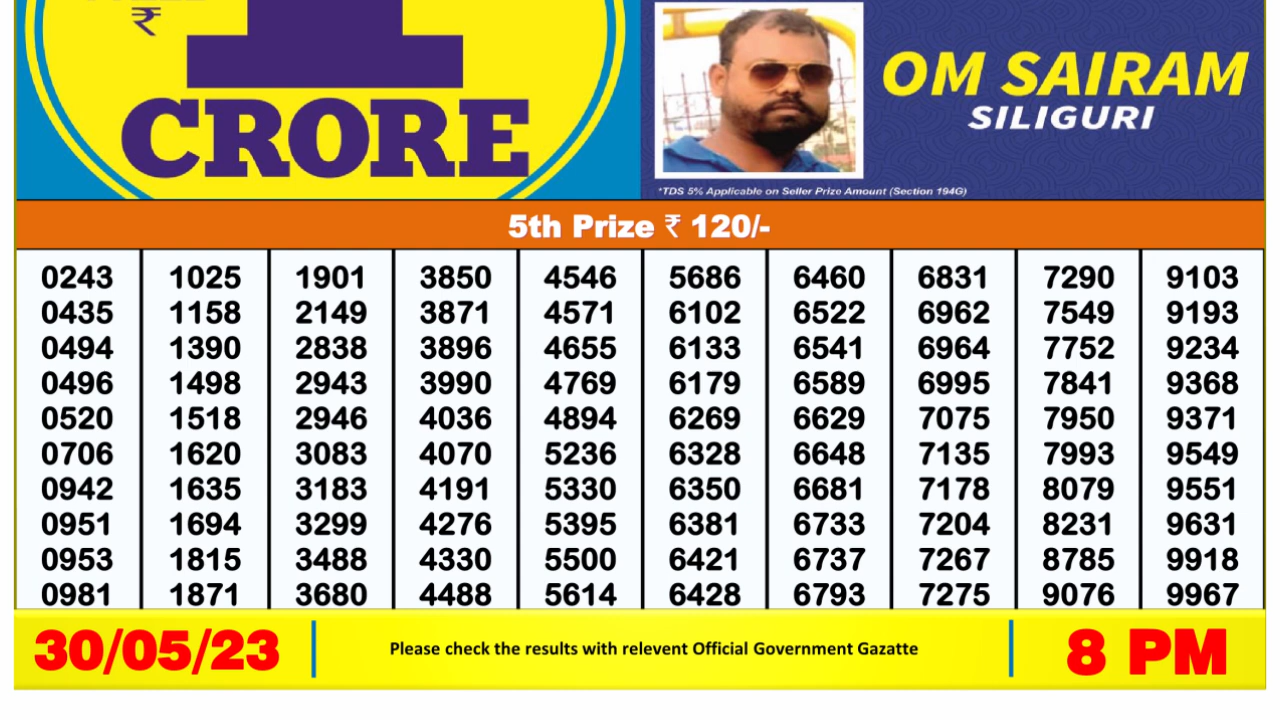 ₹
1
CRORE
OM SAIRAM
SILIGURI
*TDS 5% Applicable on Seller Prize Amount (Section 194G)
5th Prize ₹ 120/-
0243 1025 1901 3850 4546 5686 6460 6831 7290 9103
0435 1158 2149 3871 4571 6102 6522 6962 7549 9193
0494 1390 2838 3896 4655 6133 6541 6964 7752 9234
0496 1498 2943 3990 4769 6179 6589 6995 7841 9368
0520 1518 2946 4036 4894 6269 6629 7075 7950 9371
0706 1620 3083 4070 5236 6328 6648 7135 7993 9549
0942 1635 3183 4191 5330 6350 6681 7178 8079 9551
0951 1694 3299 4276 5395 6381 6733 7204 8231 9631
0953 1815 3488 4330 5500 6421 6737 7267 8785 9918
0981 1871 3680 4488 5614 6428 6793 7275 9076 9967
30/05/23 Please check the results with relevent Official Government Gazatte 8 PM